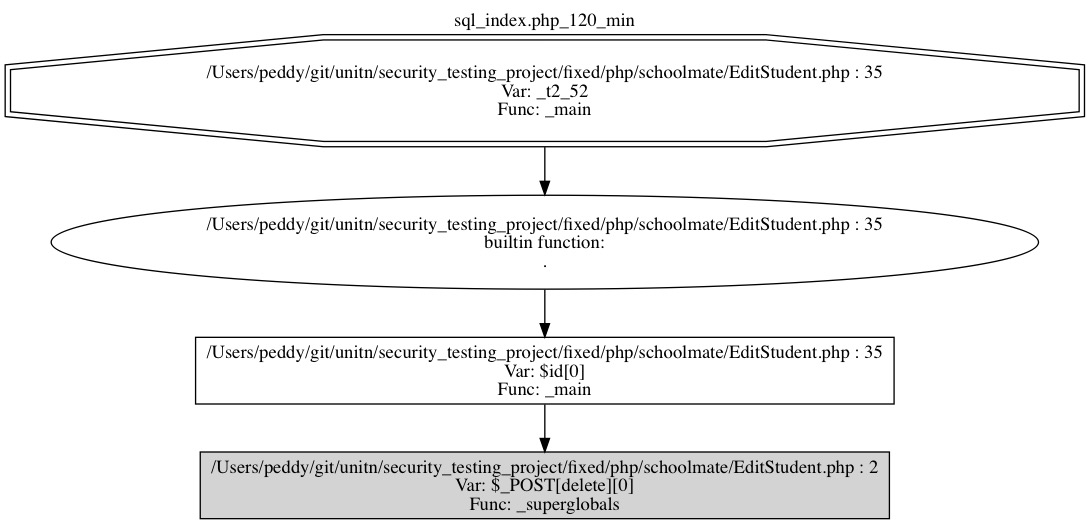 sql_index.php_120_min
/Users/peddy/git/unitn/security_testing_project/fixed/php/schoolmate/EditStudent.php : 35
Var: _t2_52
Func: _main
/Users/peddy/git/unitn/security_testing_project/fixed/php/schoolmate/EditStudent.php : 35
builtin function:
.
/Users/peddy/git/unitn/security_testing_project/fixed/php/schoolmate/EditStudent.php : 35
Var: $id[0]
Func: _main
/Users/peddy/git/unitn/security_testing_project/fixed/php/schoolmate/EditStudent.php : 2
Var: $_POST[delete][0]
Func: _superglobals